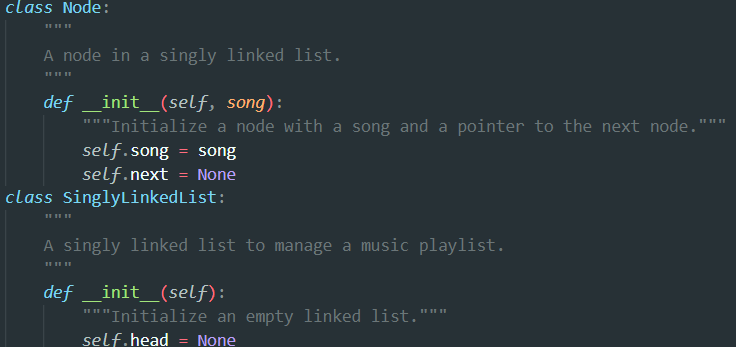 class Node:
    """
    A node in a singly linked list.
    """
    def __init__(self, song):
        """Initialize a node with a song and a pointer to the next node."""
        self.song = song
        self.next = None
class SinglyLinkedList:
    """
    A singly linked list to manage a music playlist.
    """
    def __init__(self):
        """Initialize an empty linked list."""
        self.head = None